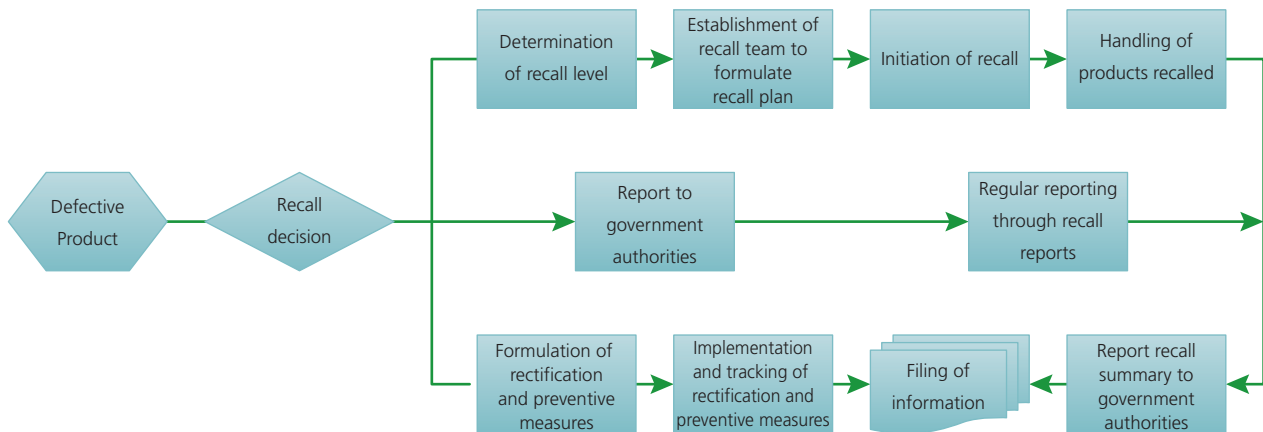 Determination
of recall level
Establishment of
recall team to
formulate
recall plan
Initiation of recall
Handling of
products recalled
Defective
Product
Recall
decision
Report to
government
authorities
Regular reporting
through recall
reports
Formulation of
rectification
and preventive
measures
Implementation
and tracking of
rectification and
preventive measures
Filing of
information
Report recall
summary to
government
authorities